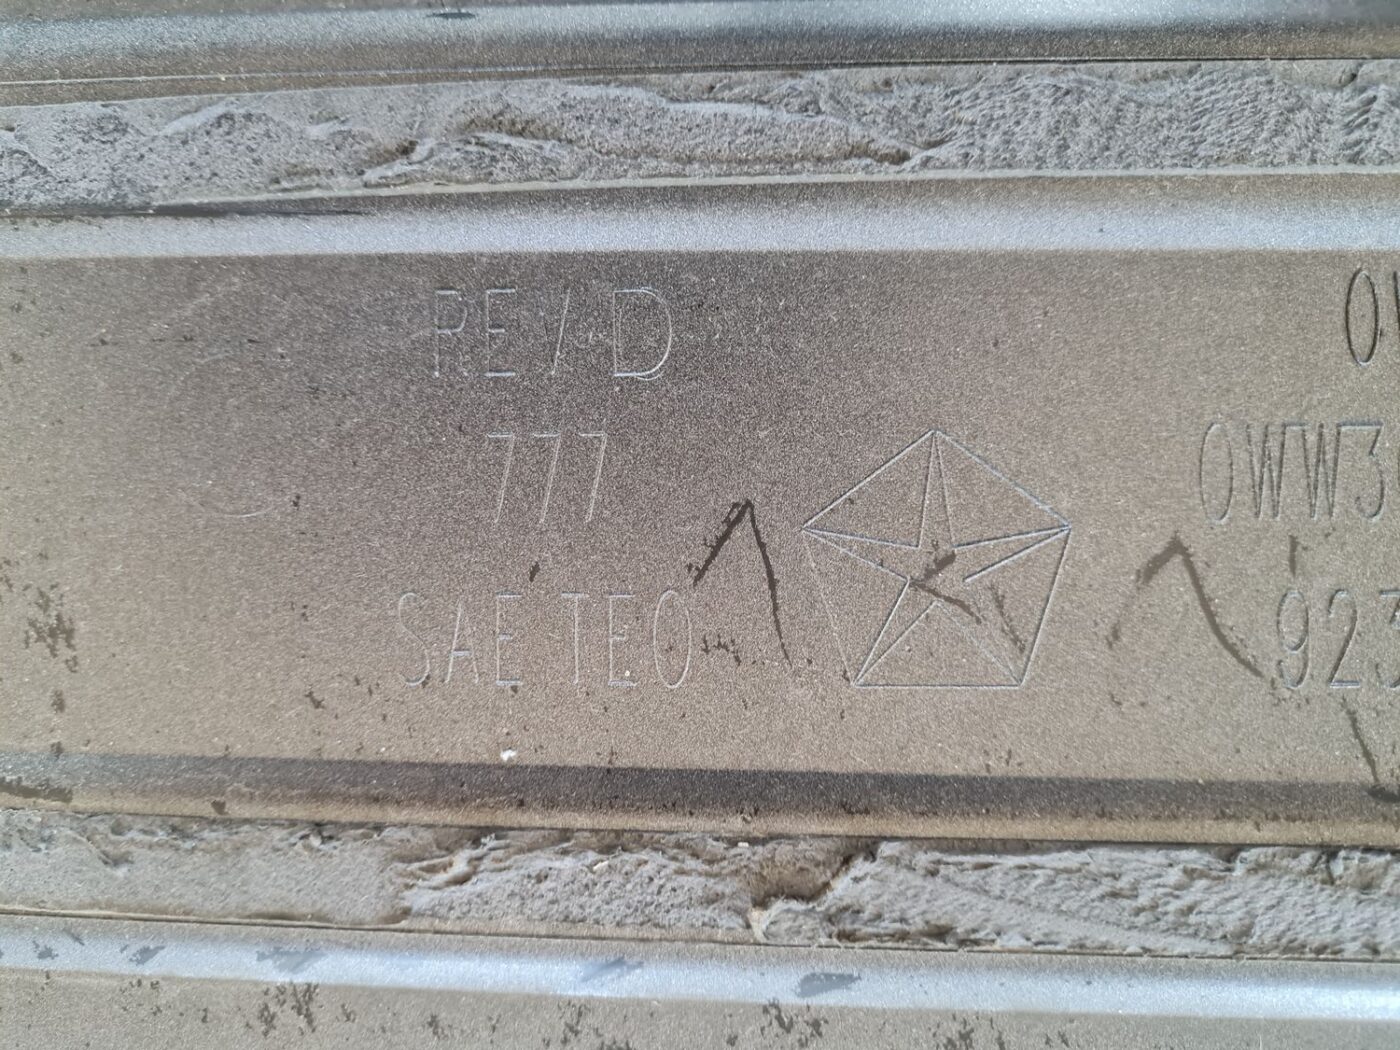 REV D
777
SAE TEO
0WW3
923